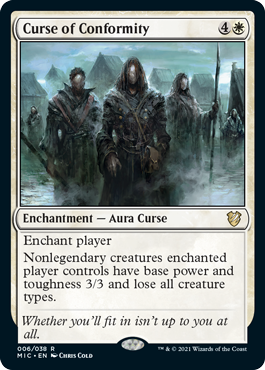 Curse of Conformity 4
Enchantment — Aura Curse
Enchant player
Nonlegendary creatures enchanted
player controls have base power and
toughness 3/3 and lose all creature
types.
Whether you'll fit in isn't up to you at
all.
006/038 R
MIC • EN Chris Cold ™ & © 2021 Wizards of the Coast